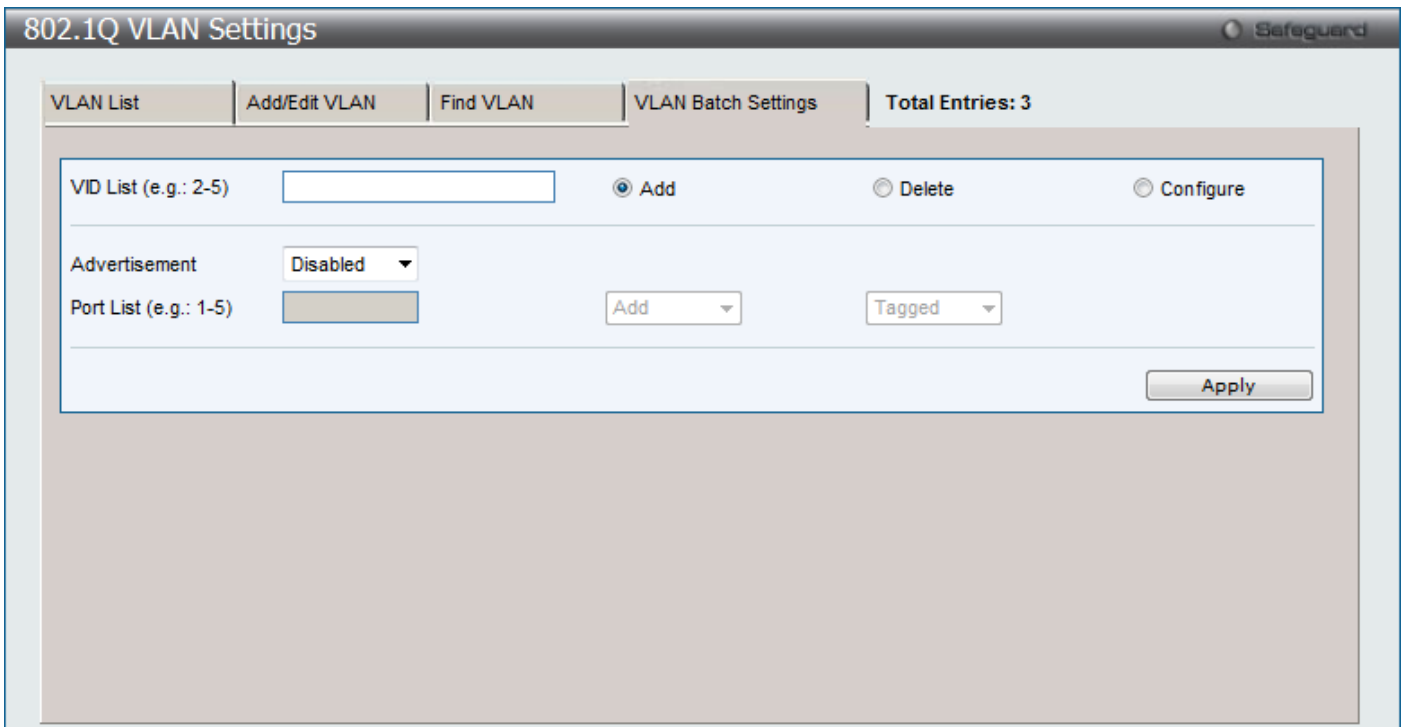 802.1Q VLAN Settings
Safeguard
VLAN List
Add/Edit VLAN
Find VLAN
VLAN Batch Settings
Total Entries: 3
VID List (e.g.: 2-5)
Add
Delete
Configure
Advertisement
Disabled
Port List (e.g.: 1-5)
Add
Tagged
Apply